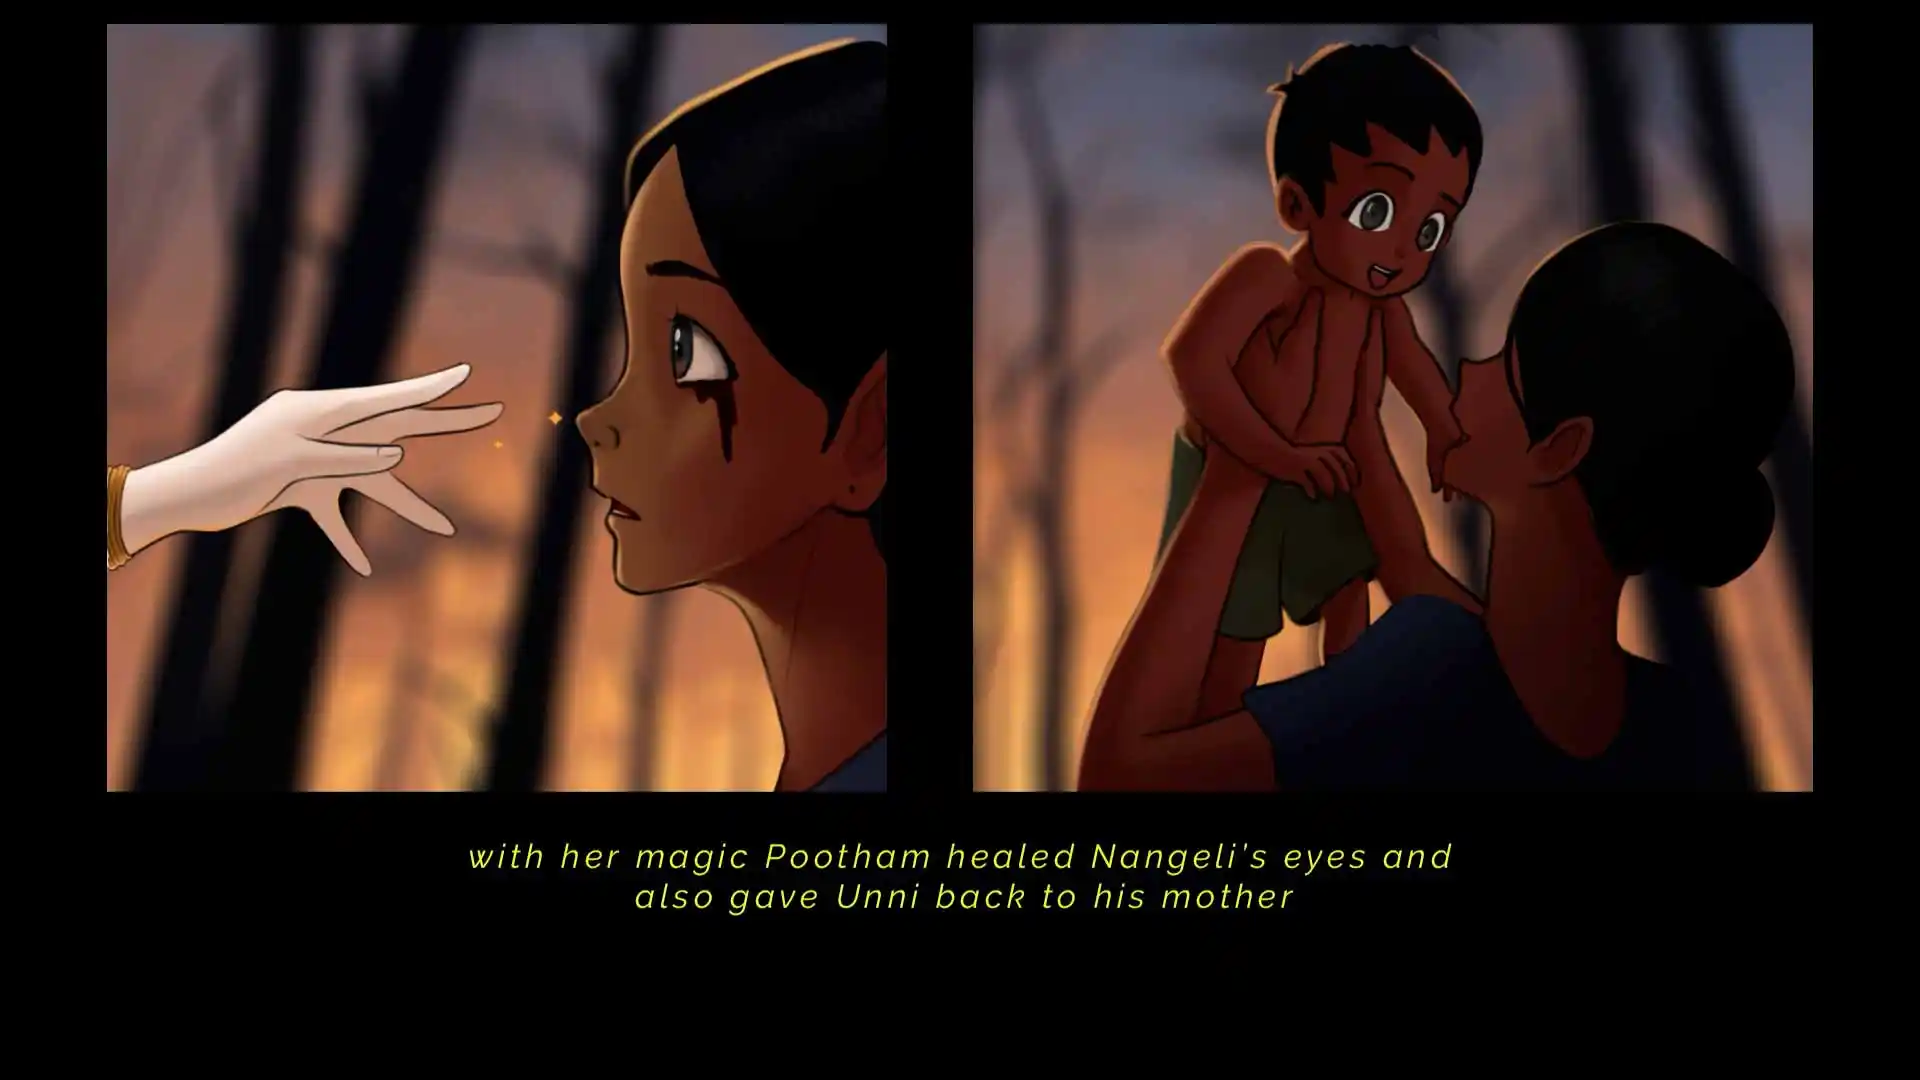 with her magic Pootham healed Nangeli's eyes and
also gave Unni back to his mother